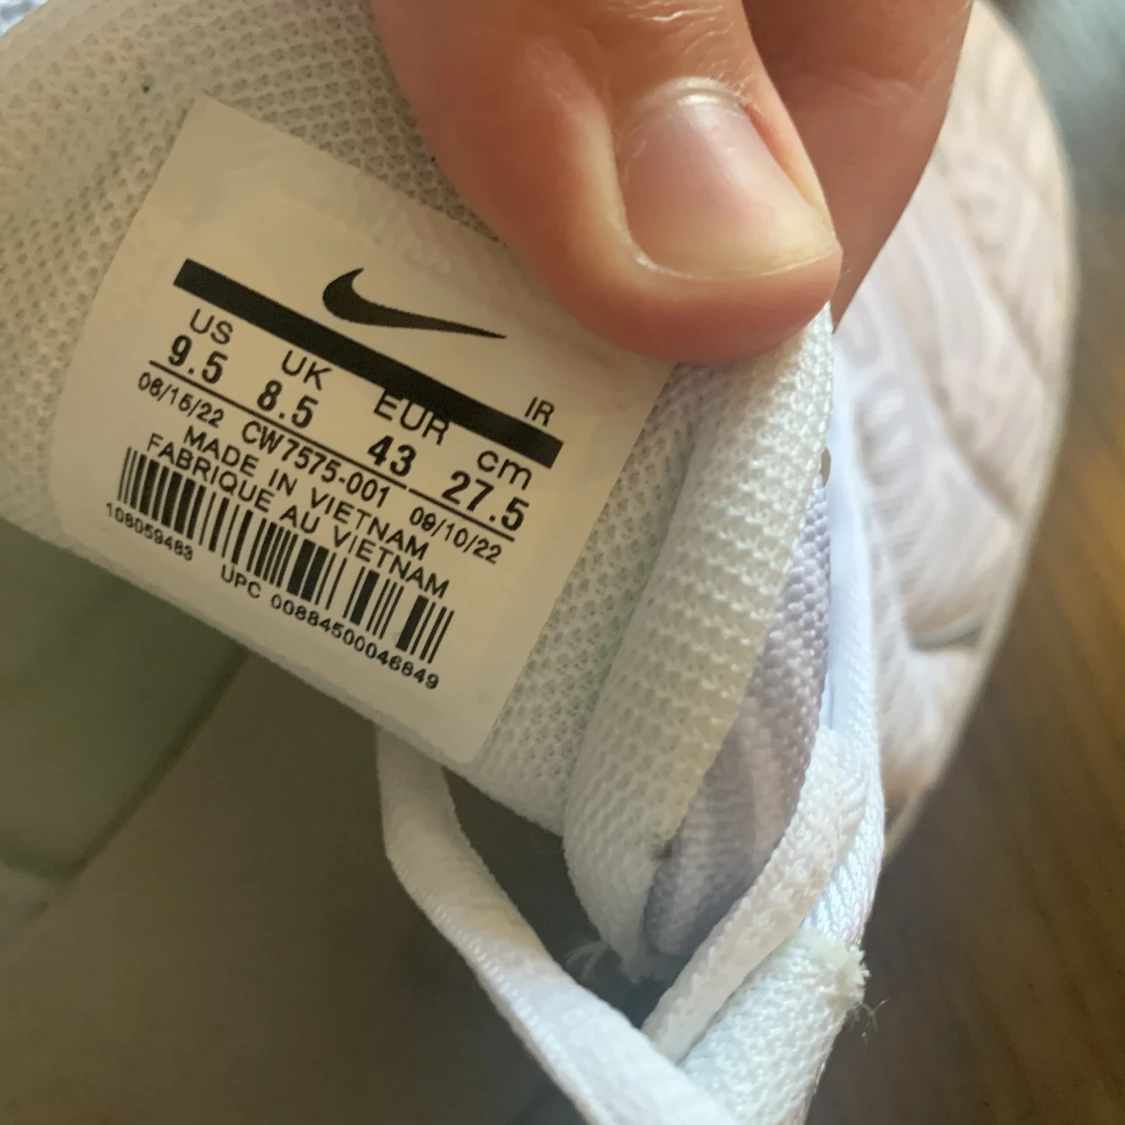 US UK EUR cm IR
9.5 8.5 43 27.5
06/15/22 CW7575-001 09/10/22
MADE IN VIETNAM
FABRIQUE AU VIETNAM
108059483
UPC 00884500046849